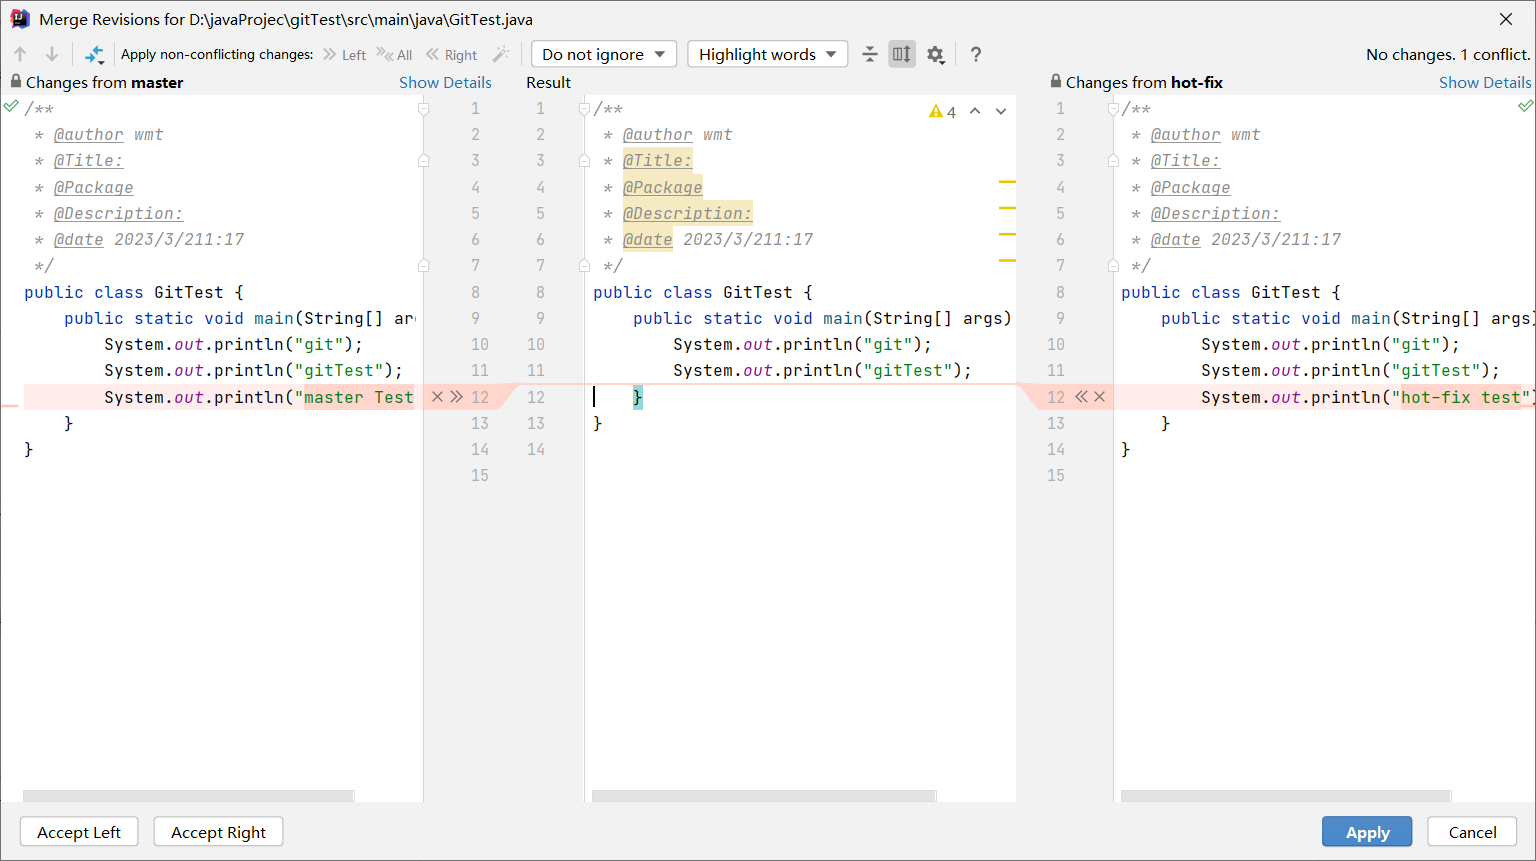 Merge Revisions for D:\javaProjec\gitTest\src\main\java\GitTest.java
Apply non-conflicting changes: Left All Right Do not ignore Highlight words ? No changes. 1 conflict.
Changes from master Show Details
Result
Changes from hot-fix Show Details
/**
* @author wmt
* @Title:
* @Package
* @Description:
* @date 2023/3/211:17
*/
public class GitTest {
public static void main(String[] ar
System.out.println("git");
System.out.println("gitTest");
System.out.println("master Test
}
}
1
2
3
4
5
6
7
8
9
10
11
12
13
14
15
1
2
3
4
5
6
7
8
9
10
11
12
13
14
/**
* @author wmt
* @Title:
* @Package
* @Description:
* @date 2023/3/211:17
*/
public class GitTest {
public static void main(String[] args)
System.out.println("git");
System.out.println("gitTest");
}
}
4
1
2
3
4
5
6
7
8
9
10
11
12
13
14
15
/**
* @author wmt
* @Title:
* @Package
* @Description:
* @date 2023/3/211:17
*/
public class GitTest {
public static void main(String[] args)
System.out.println("git");
System.out.println("gitTest");
System.out.println("hot-fix test")
}
}
Accept Left Accept Right Apply Cancel